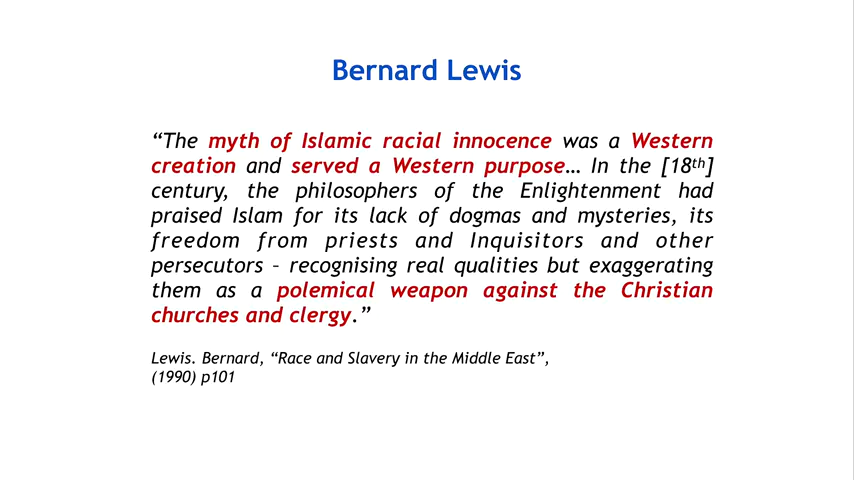 Bernard Lewis
“The myth of Islamic racial innocence was a Western
creation and served a Western purpose… In the [18th]
century, the philosophers of the Enlightenment had
praised Islam for its lack of dogmas and mysteries, its
freedom from priests and Inquisitors and other
persecutors – recognising real qualities but exaggerating
them as a polemical weapon against the Christian
churches and clergy.”
Lewis. Bernard, “Race and Slavery in the Middle East”,
(1990) p101